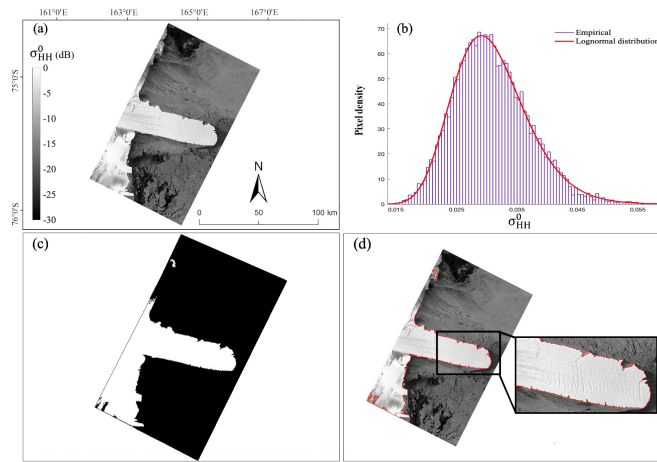 161°0'E 163°0'E 165°0'E 167°0'E
(a)
σ⁰HH (dB)
0
-5
-10
-15
-20
-25
-30
75°0'S
76°0'S
N
0 50 100 km
(b)
Empirical
Lognormal distribution
Pixel density
70
60
50
40
30
20
10
0
0.015 0.025 0.035 0.045 0.055
σ⁰HH
(c)
(d)